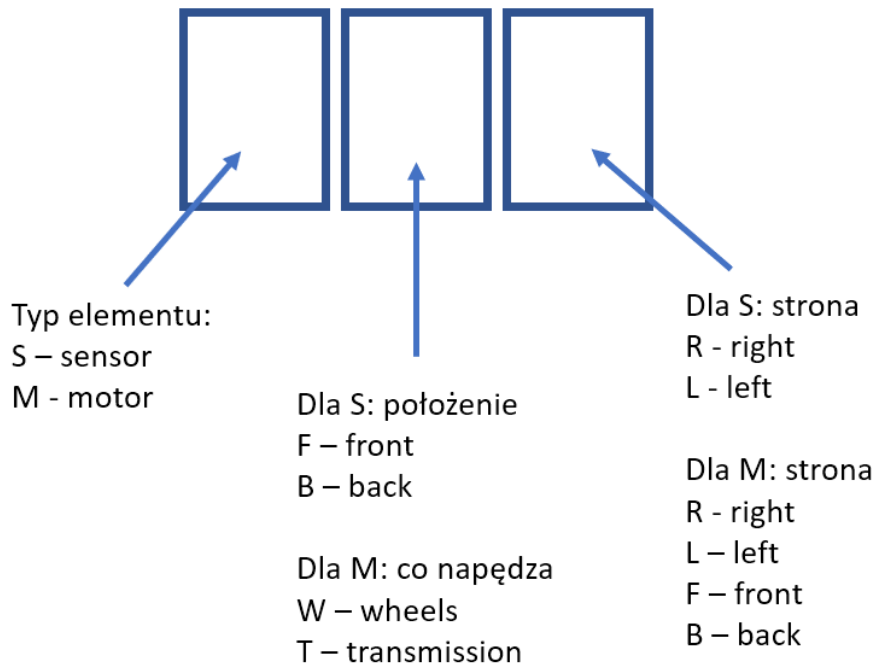 Typ elementu:
S – sensor
M - motor
Dla S: położenie
F – front
B – back
Dla M: co napędza
W – wheels
T – transmission
Dla S: strona
R - right
L - left
Dla M: strona
R - right
L – left
F – front
B – back